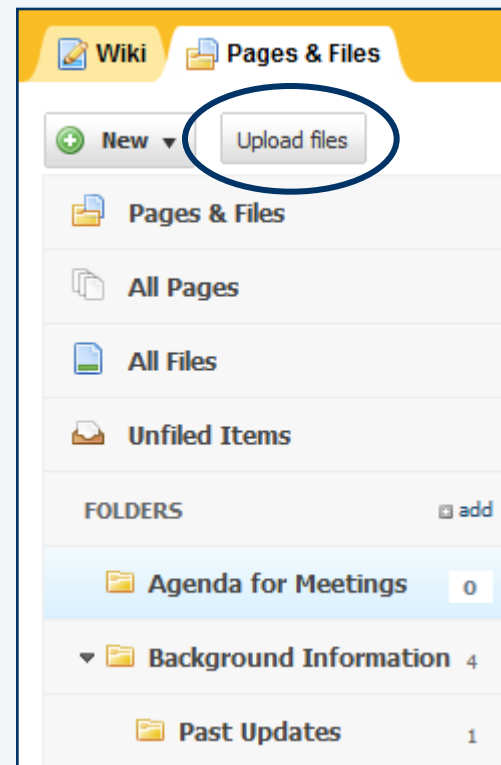 Wiki Pages & Files
New Upload files
Pages & Files
All Pages
All Files
Unfiled Items
FOLDERS add
Agenda for Meetings 0
Background Information 4
Past Updates 1